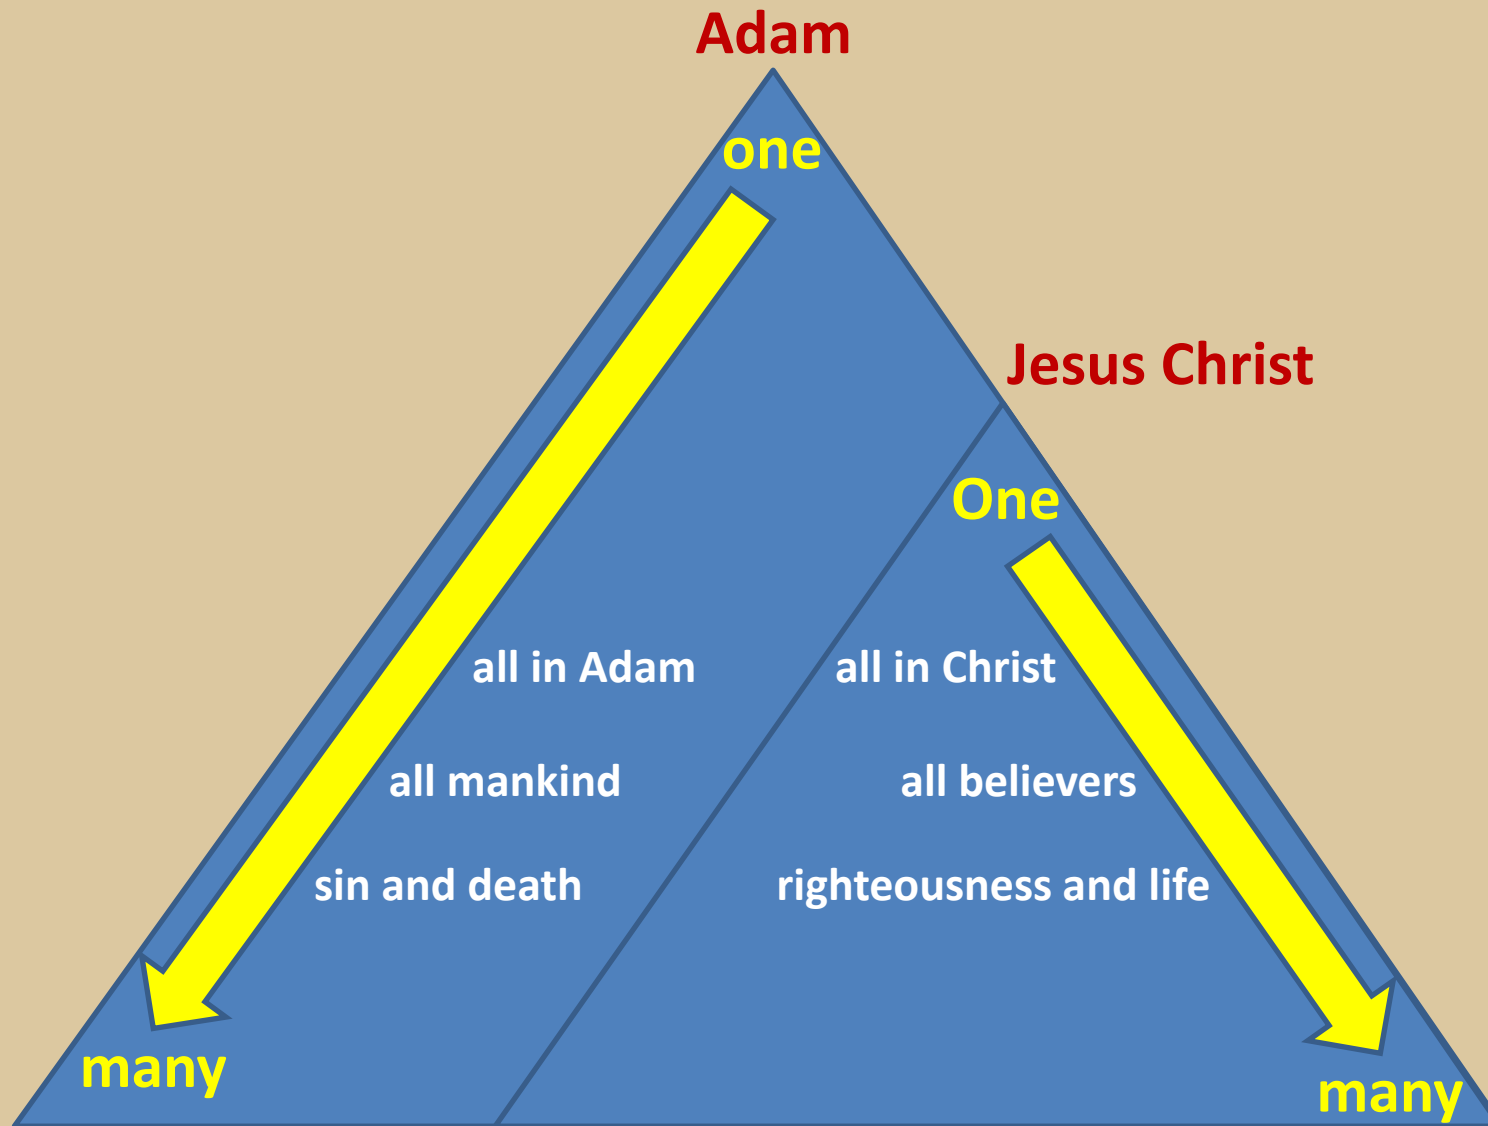 Adam
one
Jesus Christ
One
all in Adam
all in Christ
all mankind
all believers
sin and death
righteousness and life
many
many